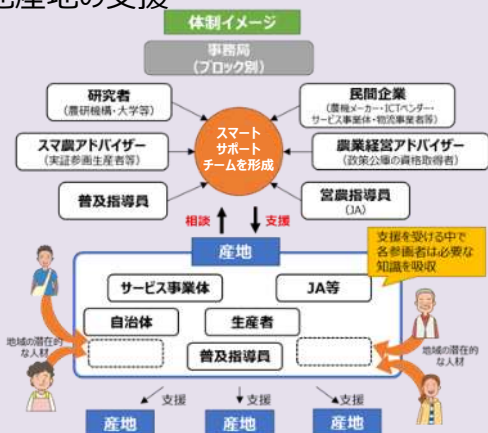 産地の支援
体制イメージ
事務局
(ブロック別)
研究者
(農研機構・大学等)
民間企業
(農機メーカー・ICTベンダー・
サービス事業体・物流事業者等)
スマ農アドバイザー
(実証参画生産者等)
スマート
サポート
チームを形成
農業経営アドバイザー
(政策公庫の資格取得者)
普及指導員
営農指導員
(JA)
相談
支援
産地
支援を受ける中で
各参画者は必要な
知識を吸収
サービス事業体
JA等
自治体
生産者
普及指導員
地域の潜在的
な人材
地域の潜在的
な人材
支援
支援
支援
産地
産地
産地